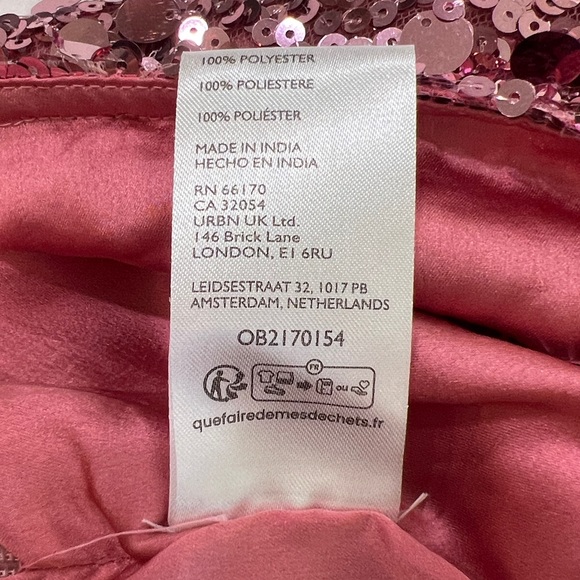 100% POLYESTER
100% POLIESTERE
100% POLIÉSTER
MADE IN INDIA
HECHO EN INDIA
RN 66170
CA 32054
URBN UK Ltd.
146 Brick Lane
LONDON, E1 6RU
LEIDSESTRAAT 32, 1017 PB
AMSTERDAM, NETHERLANDS
OB2170154
FR
ou
quefairedemesdechets.fr